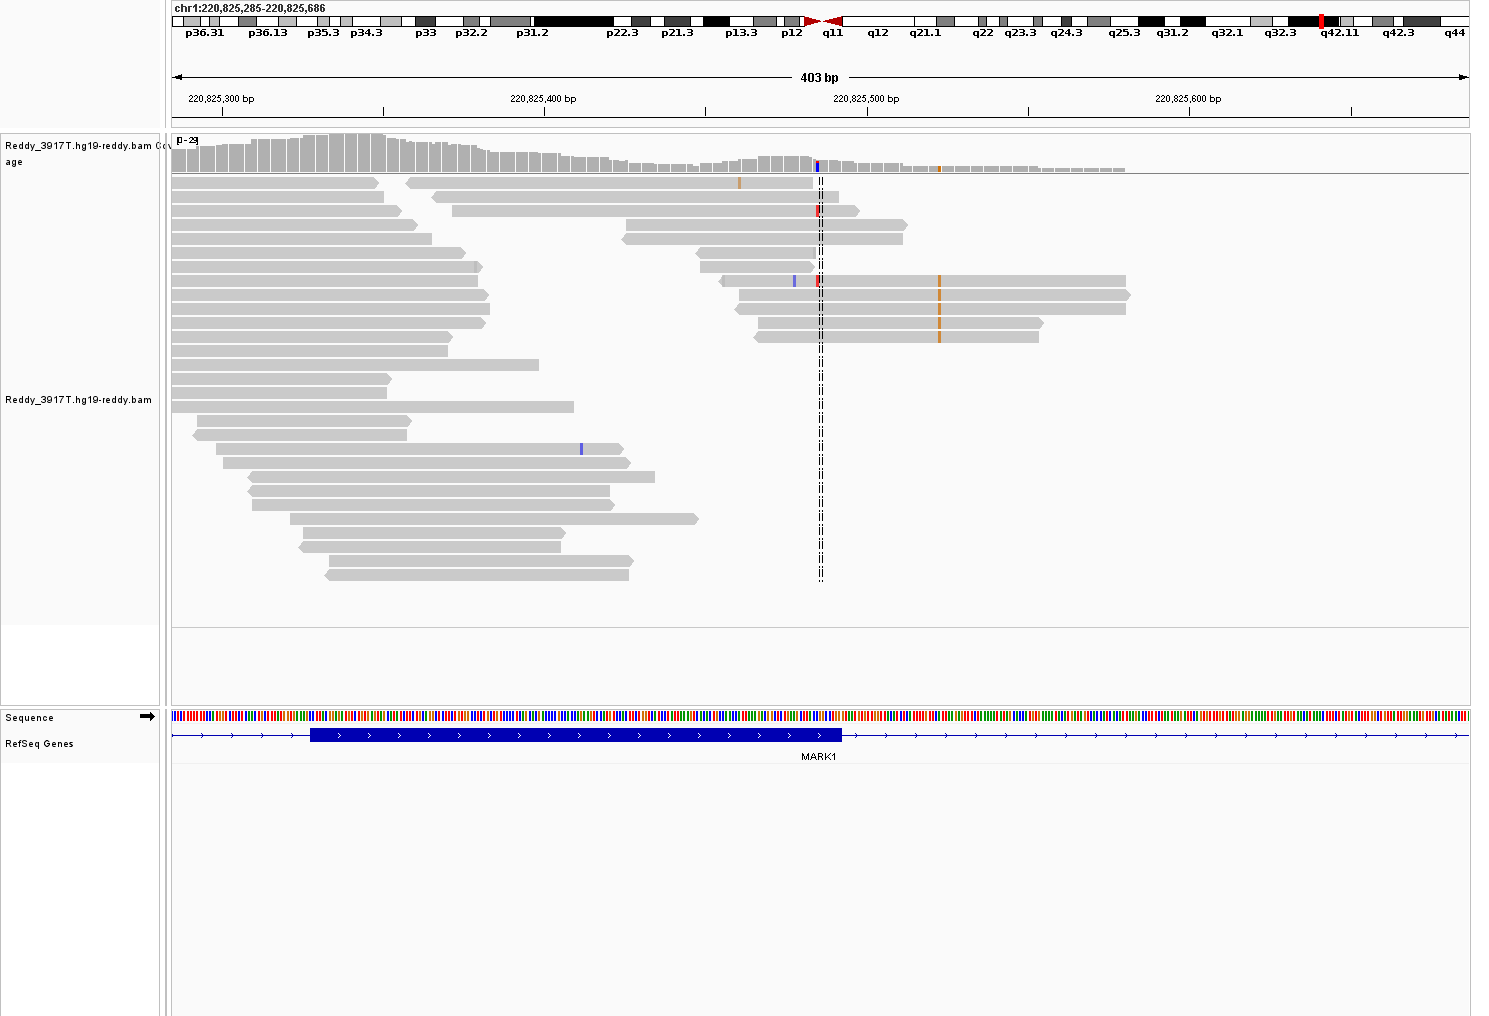 chr1:220,825,285-220,825,686
p36.31 p36.13 p35.3 p34.3 p33 p32.2 p31.2 p22.3 p21.3 p13.3 p12 q11 q12 q21.1 q22 q23.3 q24.3 q25.3 q31.2 q32.1 q32.3 q42.11 q42.3 q44
403 bp
220,825,300 bp 220,825,400 bp 220,825,500 bp 220,825,600 bp
[0-29]
Reddy_3917T.hg19-reddy.bam Cov
age
Reddy_3917T.hg19-reddy.bam
Sequence
RefSeq Genes
MARK1